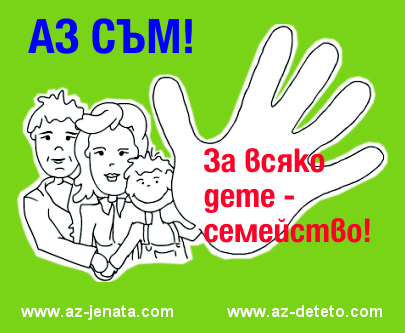 АЗ СЪМ!
За всяко
дете -
семейство!
www.az-jenata.com
www.az-deteto.com